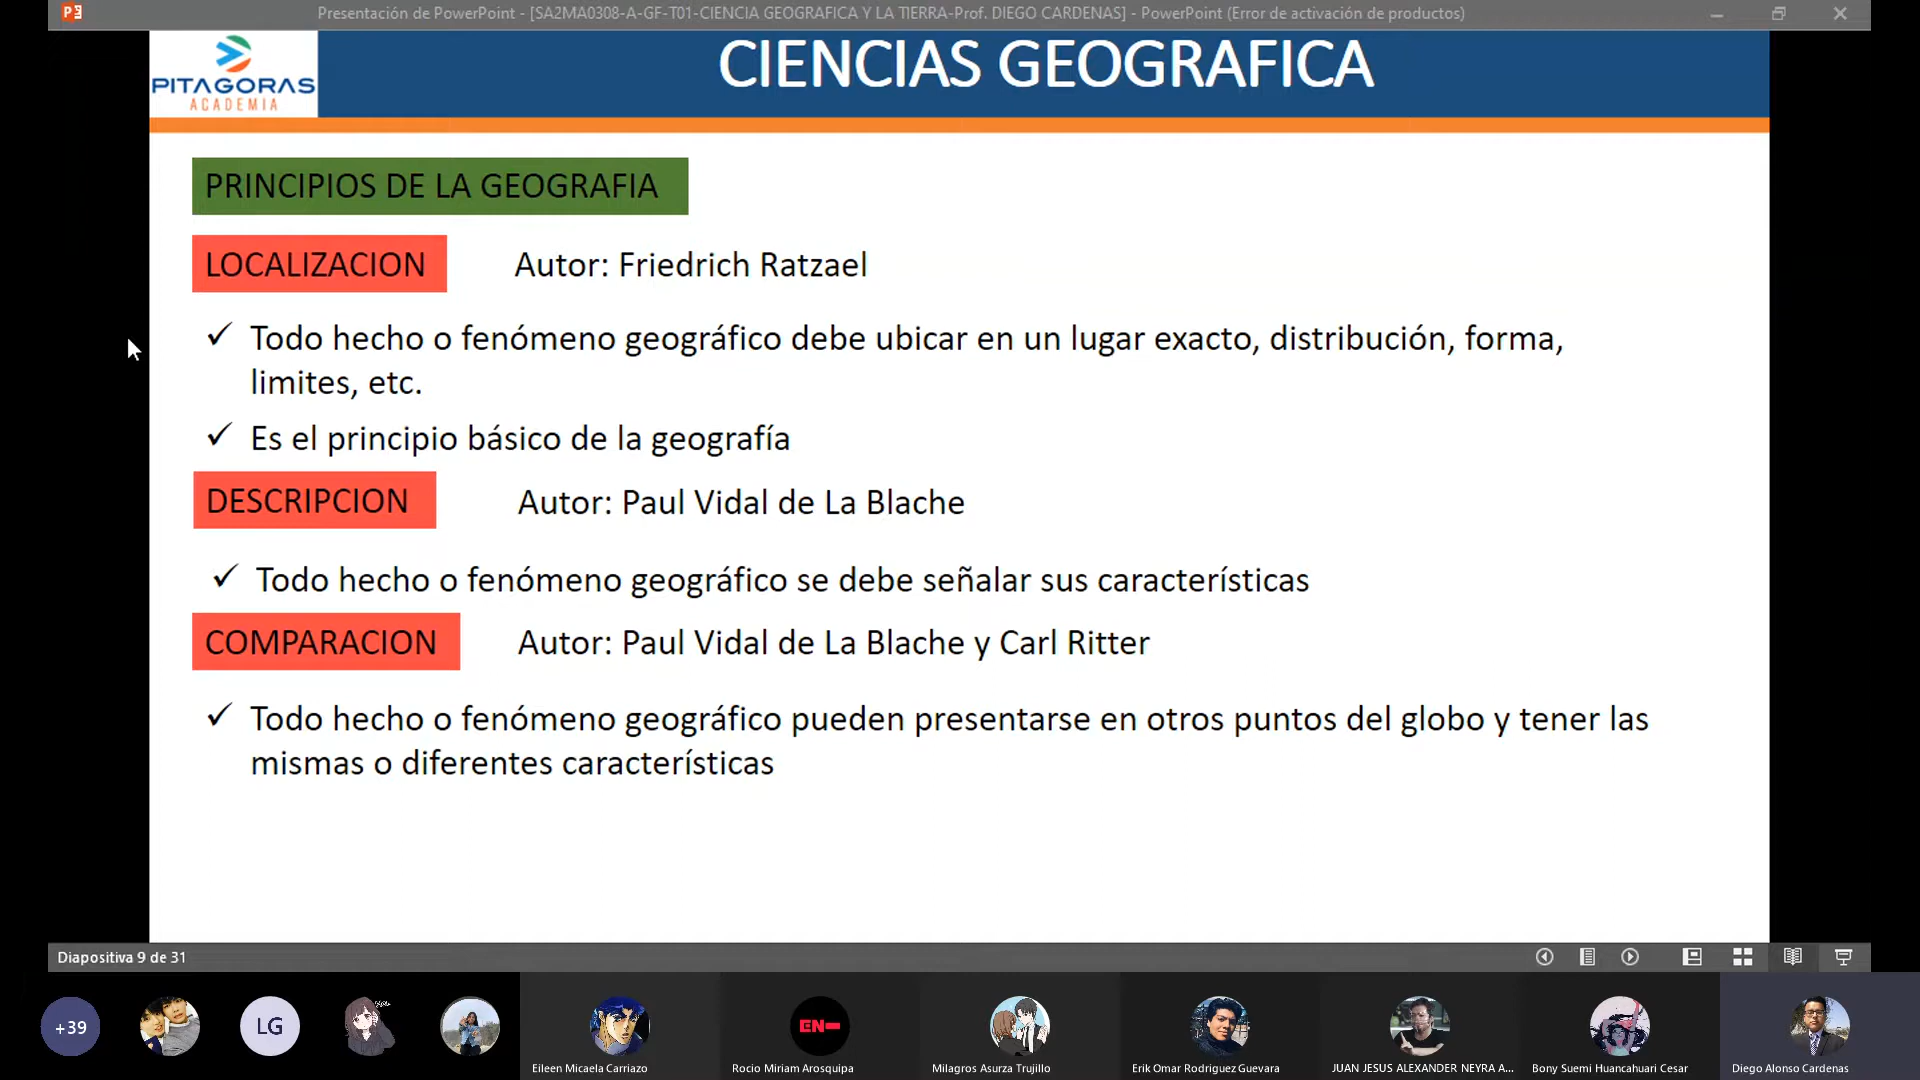 Presentación de PowerPoint - [SA2MA0308-A-GF-T01-CIENCIA GEOGRAFICA Y LA TIERRA-Prof. DIEGO CARDENAS] - PowerPoint (Error de activación de productos)
PITAGORAS
ACADEMIA
CIENCIAS GEOGRAFICA
PRINCIPIOS DE LA GEOGRAFIA
LOCALIZACION Autor: Friedrich Ratzael
✓ Todo hecho o fenómeno geográfico debe ubicar en un lugar exacto, distribución, forma,
limites, etc.
✓ Es el principio básico de la geografía
DESCRIPCION Autor: Paul Vidal de La Blache
✓ Todo hecho o fenómeno geográfico se debe señalar sus características
COMPARACION Autor: Paul Vidal de La Blache y Carl Ritter
✓ Todo hecho o fenómeno geográfico pueden presentarse en otros puntos del globo y tener las
mismas o diferentes características
Diapositiva 9 de 31
+39
LG
EN
Eileen Micaela Carriazo
Rocio Miriam Arosquipa
Milagros Asurza Trujillo
Erik Omar Rodriguez Guevara
JUAN JESUS ALEXANDER NEYRA A...
Bony Suemi Huancahuari Cesar
Diego Alonso Cardenas